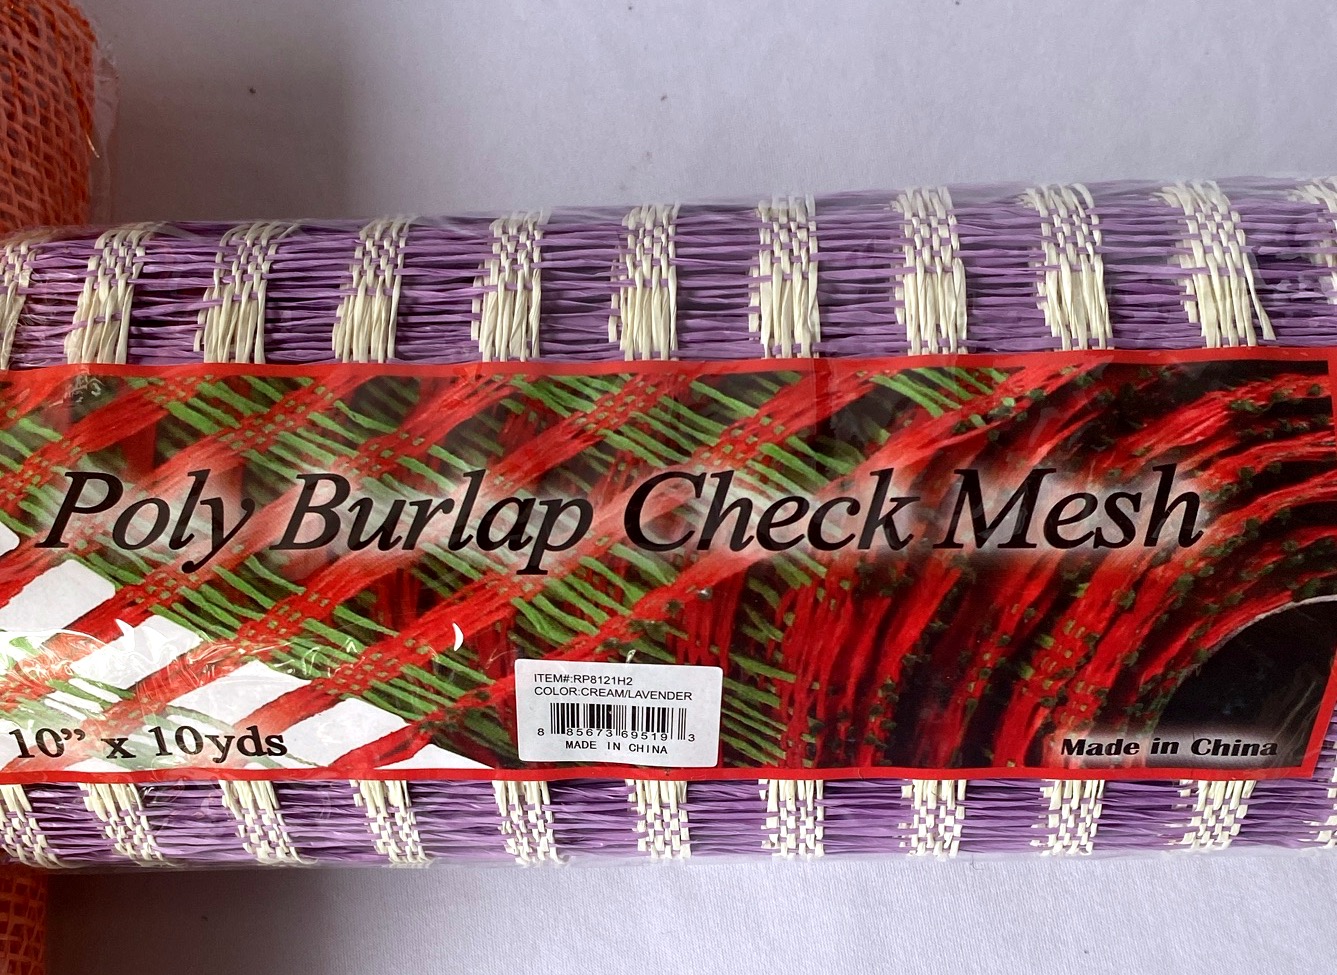 Poly Burlap Check Mesh
ITEM#:RP8121H2
COLOR:CREAM/LAVENDER
8 85673 69519 3
MADE IN CHINA
10” x 10yds
Made in China